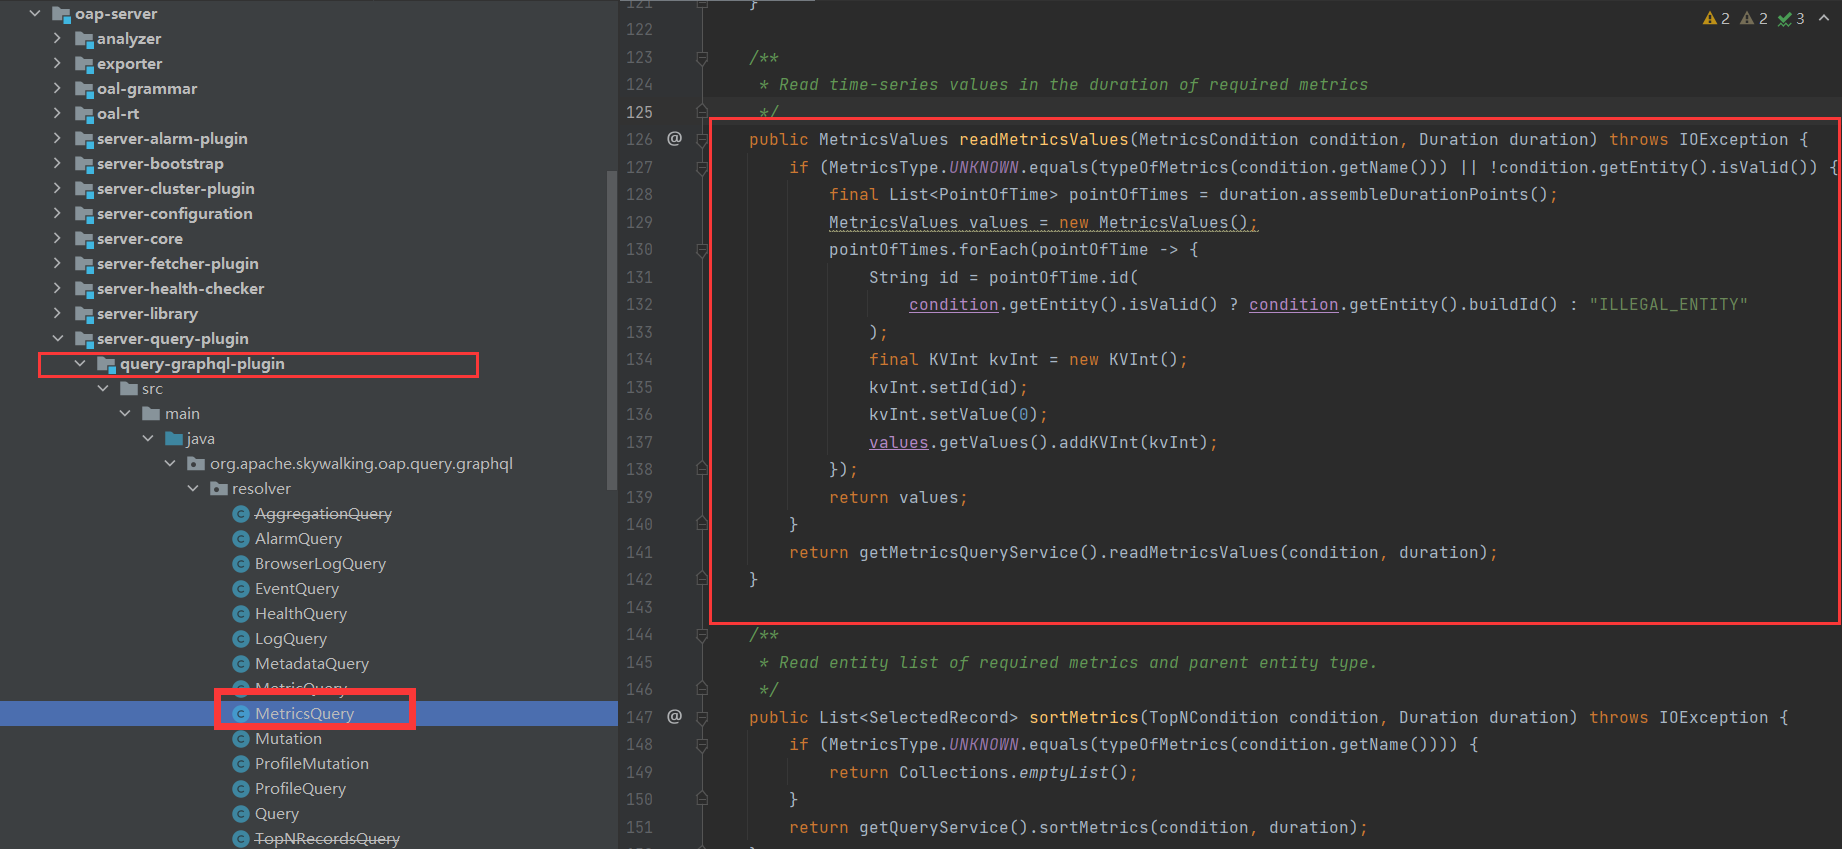 oap-server
analyzer
exporter
oal-grammar
oal-rt
server-alarm-plugin
server-bootstrap
server-cluster-plugin
server-configuration
server-core
server-fetcher-plugin
server-health-checker
server-library
server-query-plugin
query-graphql-plugin
src
main
java
org.apache.skywalking.oap.query.graphql
resolver
AggregationQuery
AlarmQuery
BrowserLogQuery
EventQuery
HealthQuery
LogQuery
MetadataQuery
MetricQuery
MetricsQuery
Mutation
ProfileMutation
ProfileQuery
Query
TopNRecordsQuery
2 2 3
121 }
122
123 /**
124 * Read time-series values in the duration of required metrics
125 */
126 @ public MetricsValues readMetricsValues(MetricsCondition condition, Duration duration) throws IOException {
127 if (MetricsType.UNKNOWN.equals(typeOfMetrics(condition.getName())) || !condition.getEntity().isValid()) {
128 final List<PointOfTime> pointOfTimes = duration.assembleDurationPoints();
129 MetricsValues values = new MetricsValues();
130 pointOfTimes.forEach(pointOfTime -> {
131 String id = pointOfTime.id(
132 condition.getEntity().isValid() ? condition.getEntity().buildId() : "ILLEGAL_ENTITY"
133 );
134 final KVInt kvInt = new KVInt();
135 kvInt.setId(id);
136 kvInt.setValue(0);
137 values.getValues().addKVInt(kvInt);
138 });
139 return values;
140 }
141 return getMetricsQueryService().readMetricsValues(condition, duration);
142 }
143
144 /**
145 * Read entity list of required metrics and parent entity type.
146 */
147 @ public List<SelectedRecord> sortMetrics(TopNCondition condition, Duration duration) throws IOException {
148 if (MetricsType.UNKNOWN.equals(typeOfMetrics(condition.getName()))) {
149 return Collections.emptyList();
150 }
151 return getQueryService().sortMetrics(condition, duration);